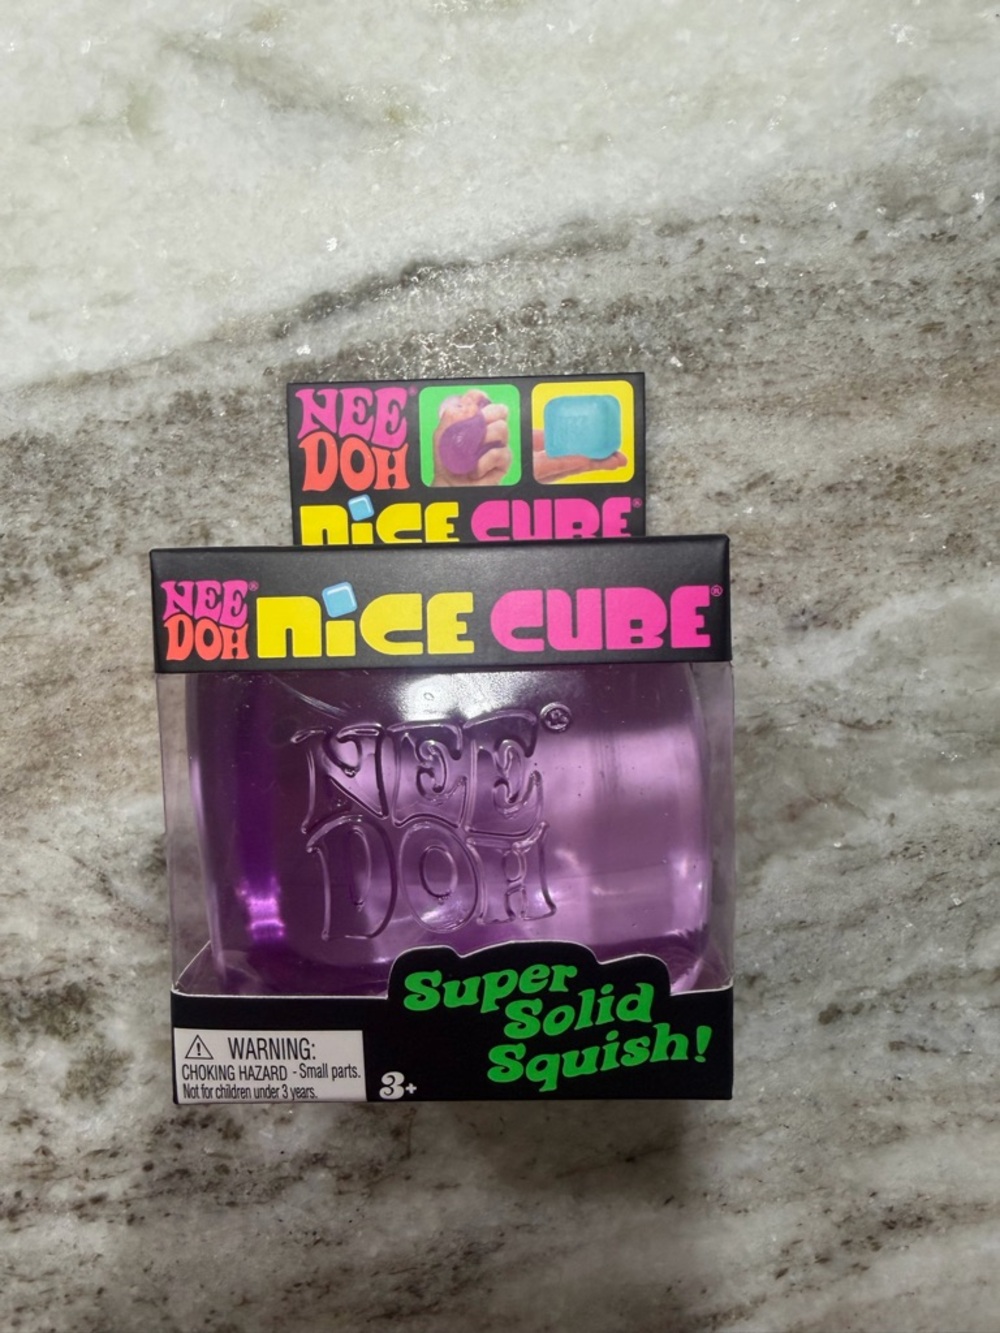 NEE®
DOH
NiCE CUBE®
NEE®
DOH
NiCE CUBE®
NEE®
DOH
Super
Solid
Squish!
WARNING:
CHOKING HAZARD - Small parts.
Not for children under 3 years.
3+